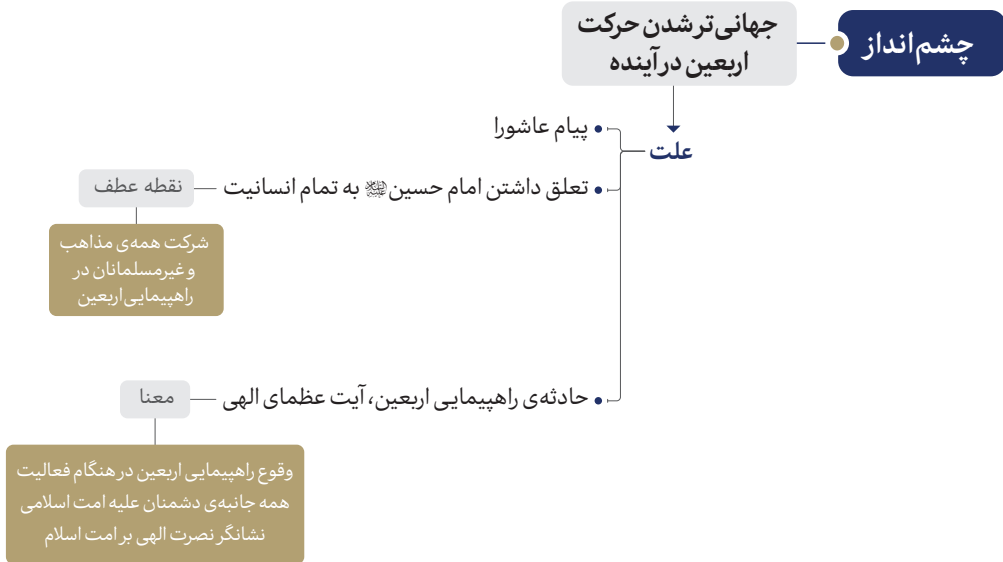 چشم‌انداز
جهانی‌تر شدن حرکت
اربعین در آینده
علت
• پیام عاشورا
• تعلق داشتن امام حسین﷿ به تمام انسانیت
نقطه عطف
شرکت همه‌ی مذاهب
و غیرمسلمانان در
راهپیمایی اربعین
• حادثه‌ی راهپیمایی اربعین، آیت عظمای الهی
معنا
وقوع راهپیمایی اربعین در هنگام فعالیت
همه جانبه‌ی دشمنان علیه امت اسلامی
نشانگر نصرت الهی بر امت اسلام